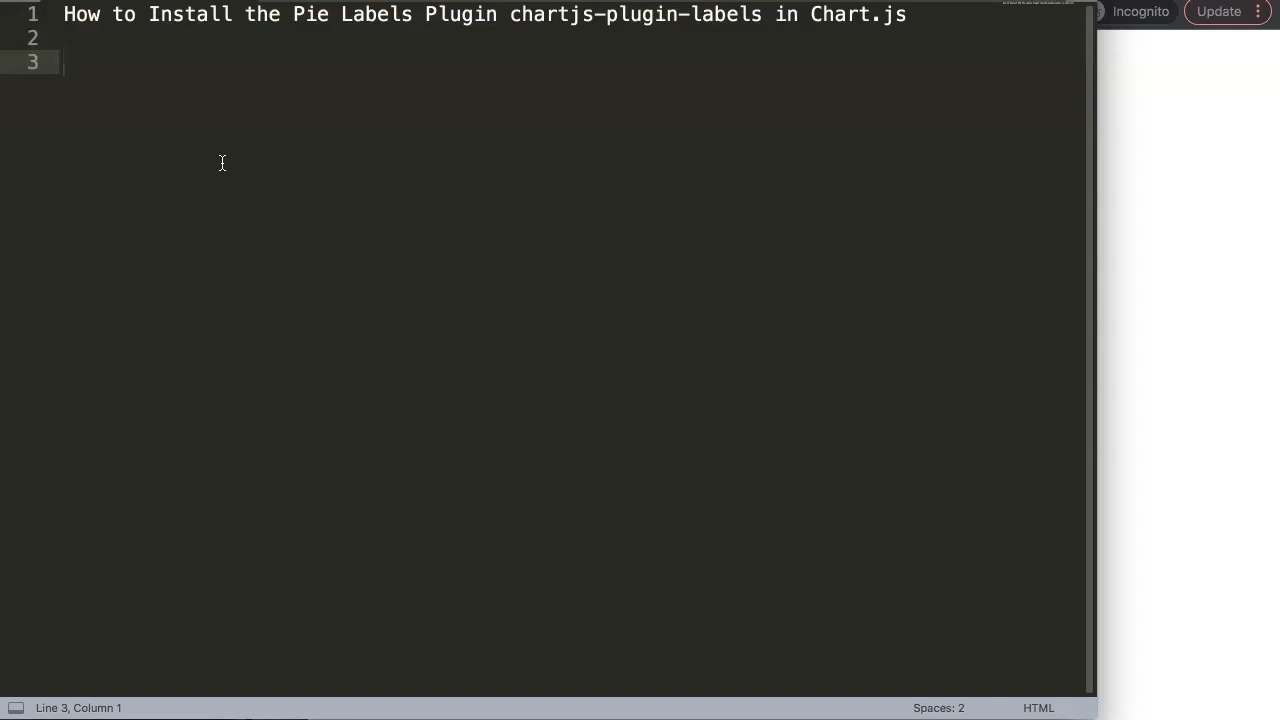 1 How to Install the Pie Labels Plugin chartjs-plugin-labels in Chart.js
2
3
Incognito
Update
Line 3, Column 1
Spaces: 2
HTML